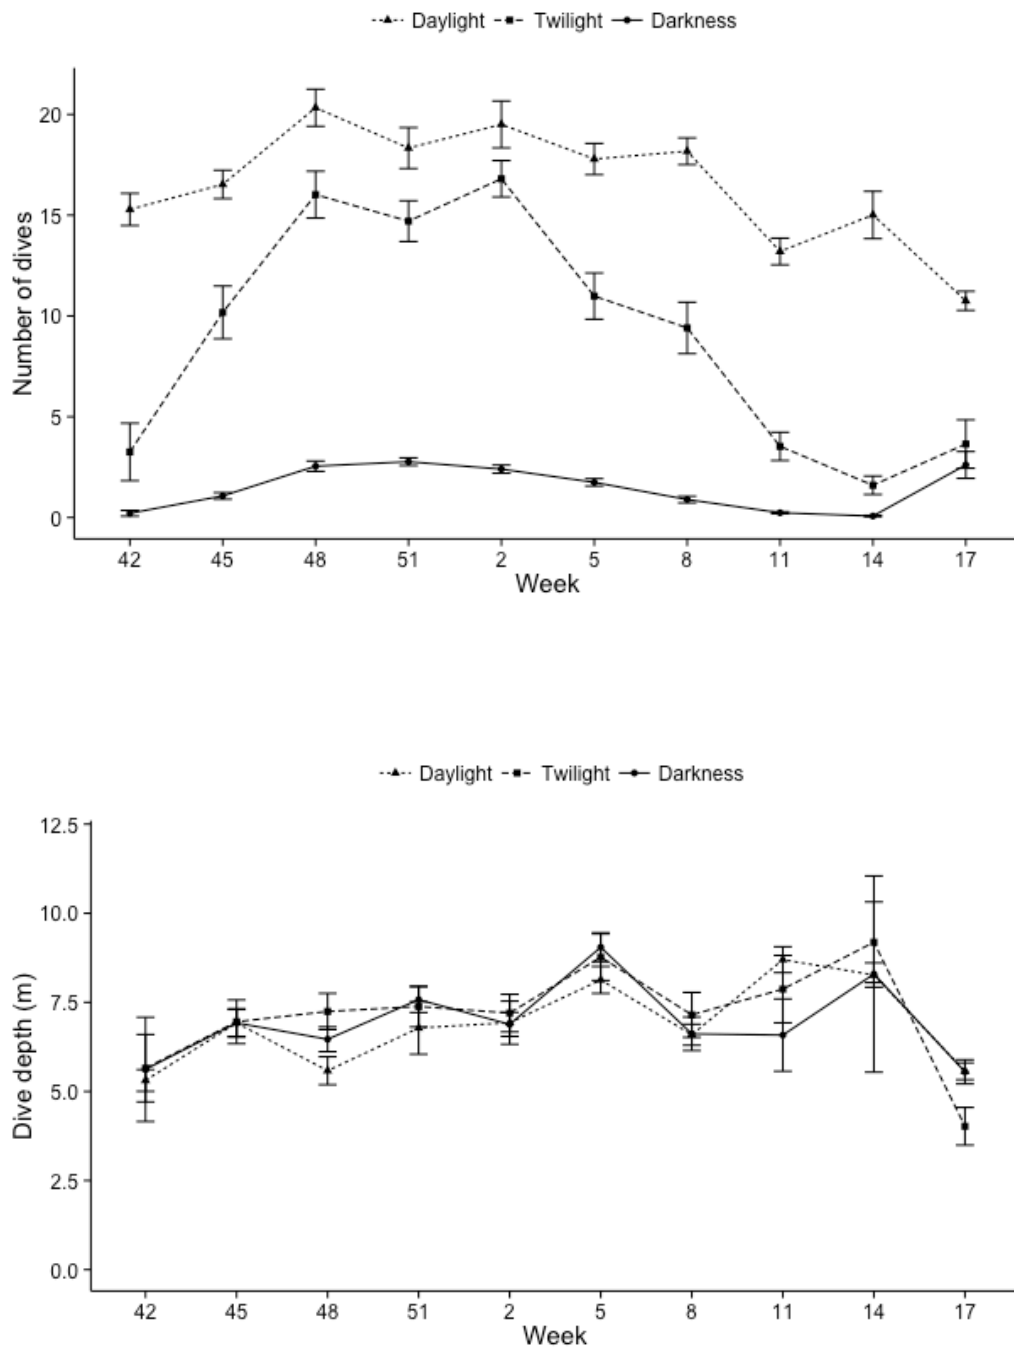 Daylight Twilight Darkness
20
15
10
5
0
Number of dives
42 45 48 51 2 5 8 11 14 17
Week
Daylight Twilight Darkness
12.5
10.0
7.5
5.0
2.5
0.0
Dive depth (m)
42 45 48 51 2 5 8 11 14 17
Week